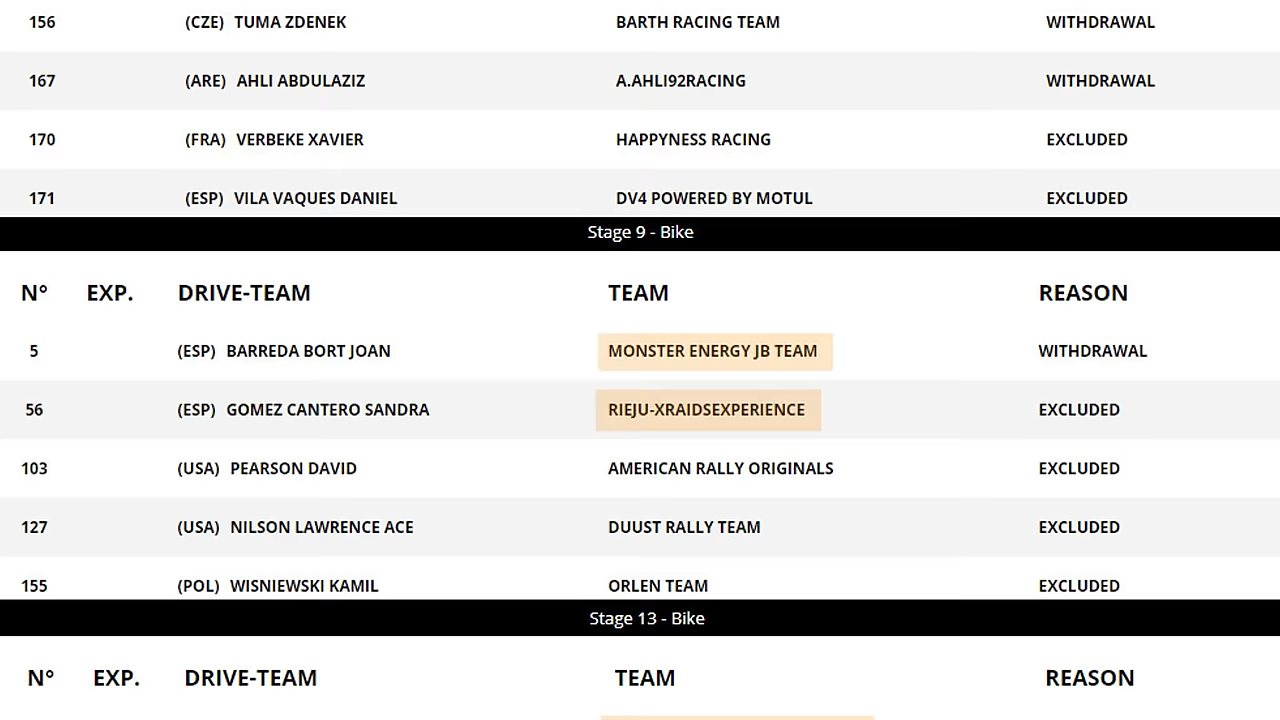 156 (CZE) TUMA ZDENEK BARTH RACING TEAM WITHDRAWAL
167 (ARE) AHLI ABDULAZIZ A.AHLI92RACING WITHDRAWAL
170 (FRA) VERBEKE XAVIER HAPPYNESS RACING EXCLUDED
171 (ESP) VILA VAQUES DANIEL DV4 POWERED BY MOTUL EXCLUDED
Stage 9 - Bike
N° EXP. DRIVE-TEAM TEAM REASON
5 (ESP) BARREDA BORT JOAN MONSTER ENERGY JB TEAM WITHDRAWAL
56 (ESP) GOMEZ CANTERO SANDRA RIEJU-XRAIDSEXPERIENCE EXCLUDED
103 (USA) PEARSON DAVID AMERICAN RALLY ORIGINALS EXCLUDED
127 (USA) NILSON LAWRENCE ACE DUUST RALLY TEAM EXCLUDED
155 (POL) WISNIEWSKI KAMIL ORLEN TEAM EXCLUDED
Stage 13 - Bike
N° EXP. DRIVE-TEAM TEAM REASON